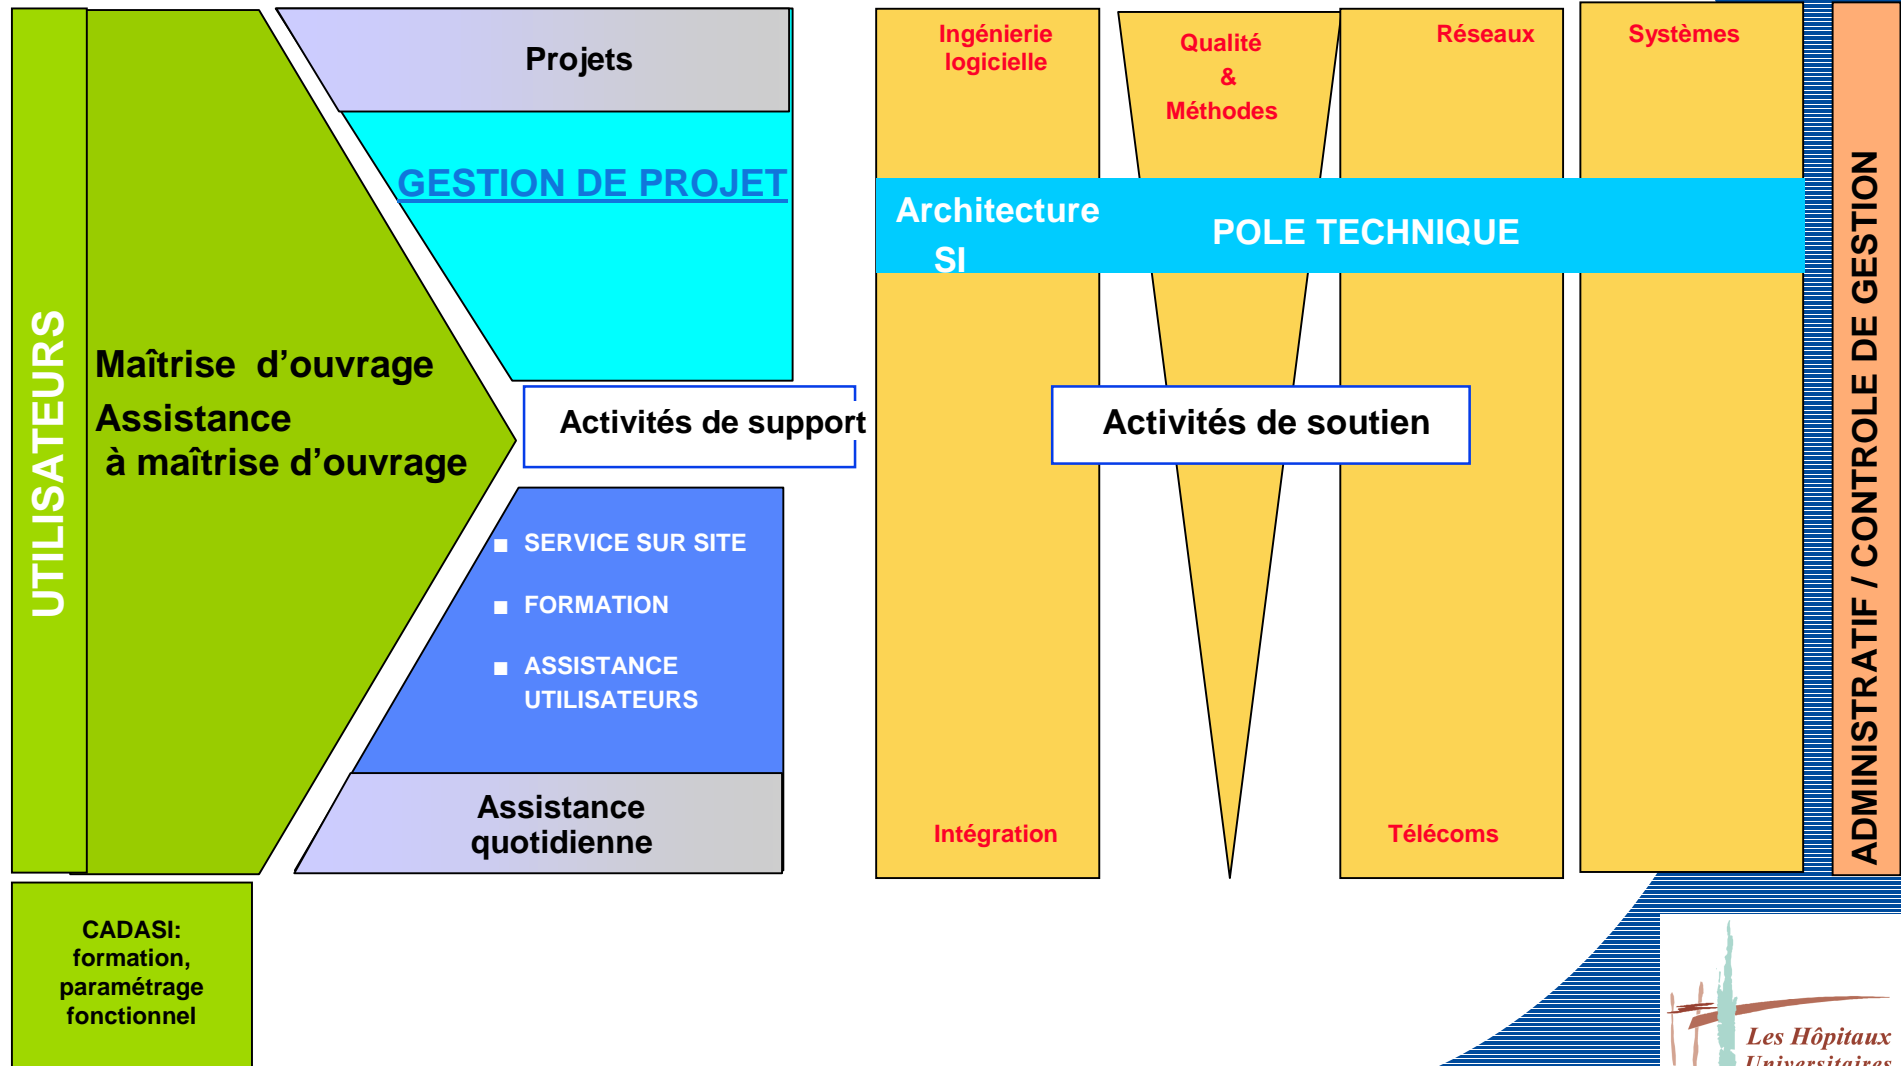 UTILISATEURS
Maîtrise d’ouvrage
Assistance
à maîtrise d’ouvrage
CADASI:
formation,
paramétrage
fonctionnel
Projets
GESTION DE PROJET
Activités de support
■ SERVICE SUR SITE
■ FORMATION
■ ASSISTANCE
UTILISATEURS
Assistance
quotidienne
Ingénierie
logicielle
Qualité
&
Méthodes
Réseaux
Systèmes
Architecture
SI
POLE TECHNIQUE
Activités de soutien
Intégration
Télécoms
ADMINISTRATIF / CONTROLE DE GESTION
Les Hôpitaux
Universitaires